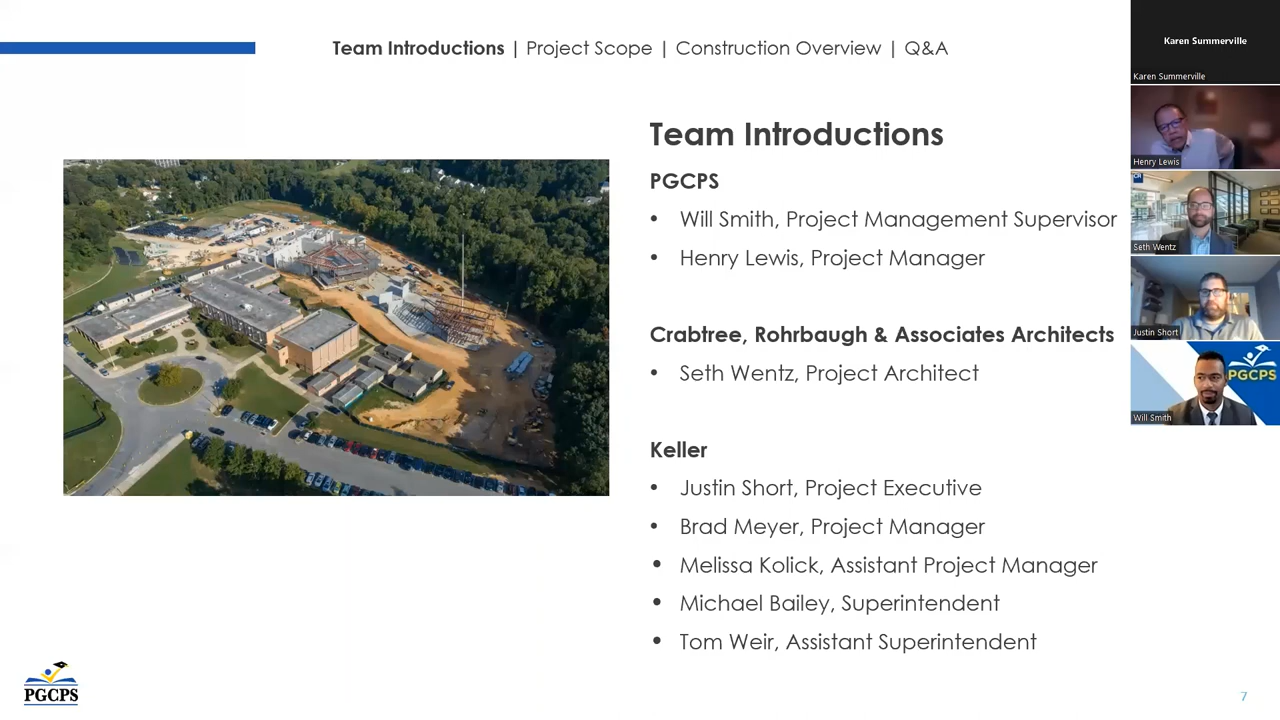 Team Introductions | Project Scope | Construction Overview | Q&A
Team Introductions
PGCPS
• Will Smith, Project Management Supervisor
• Henry Lewis, Project Manager
Crabtree, Rohrbaugh & Associates Architects
• Seth Wentz, Project Architect
Keller
• Justin Short, Project Executive
• Brad Meyer, Project Manager
• Melissa Kolick, Assistant Project Manager
• Michael Bailey, Superintendent
• Tom Weir, Assistant Superintendent
PGCPS
7
Karen Summerville
Karen Summerville
Henry Lewis
Seth Wentz
Justin Short
PGCPS
Will Smith